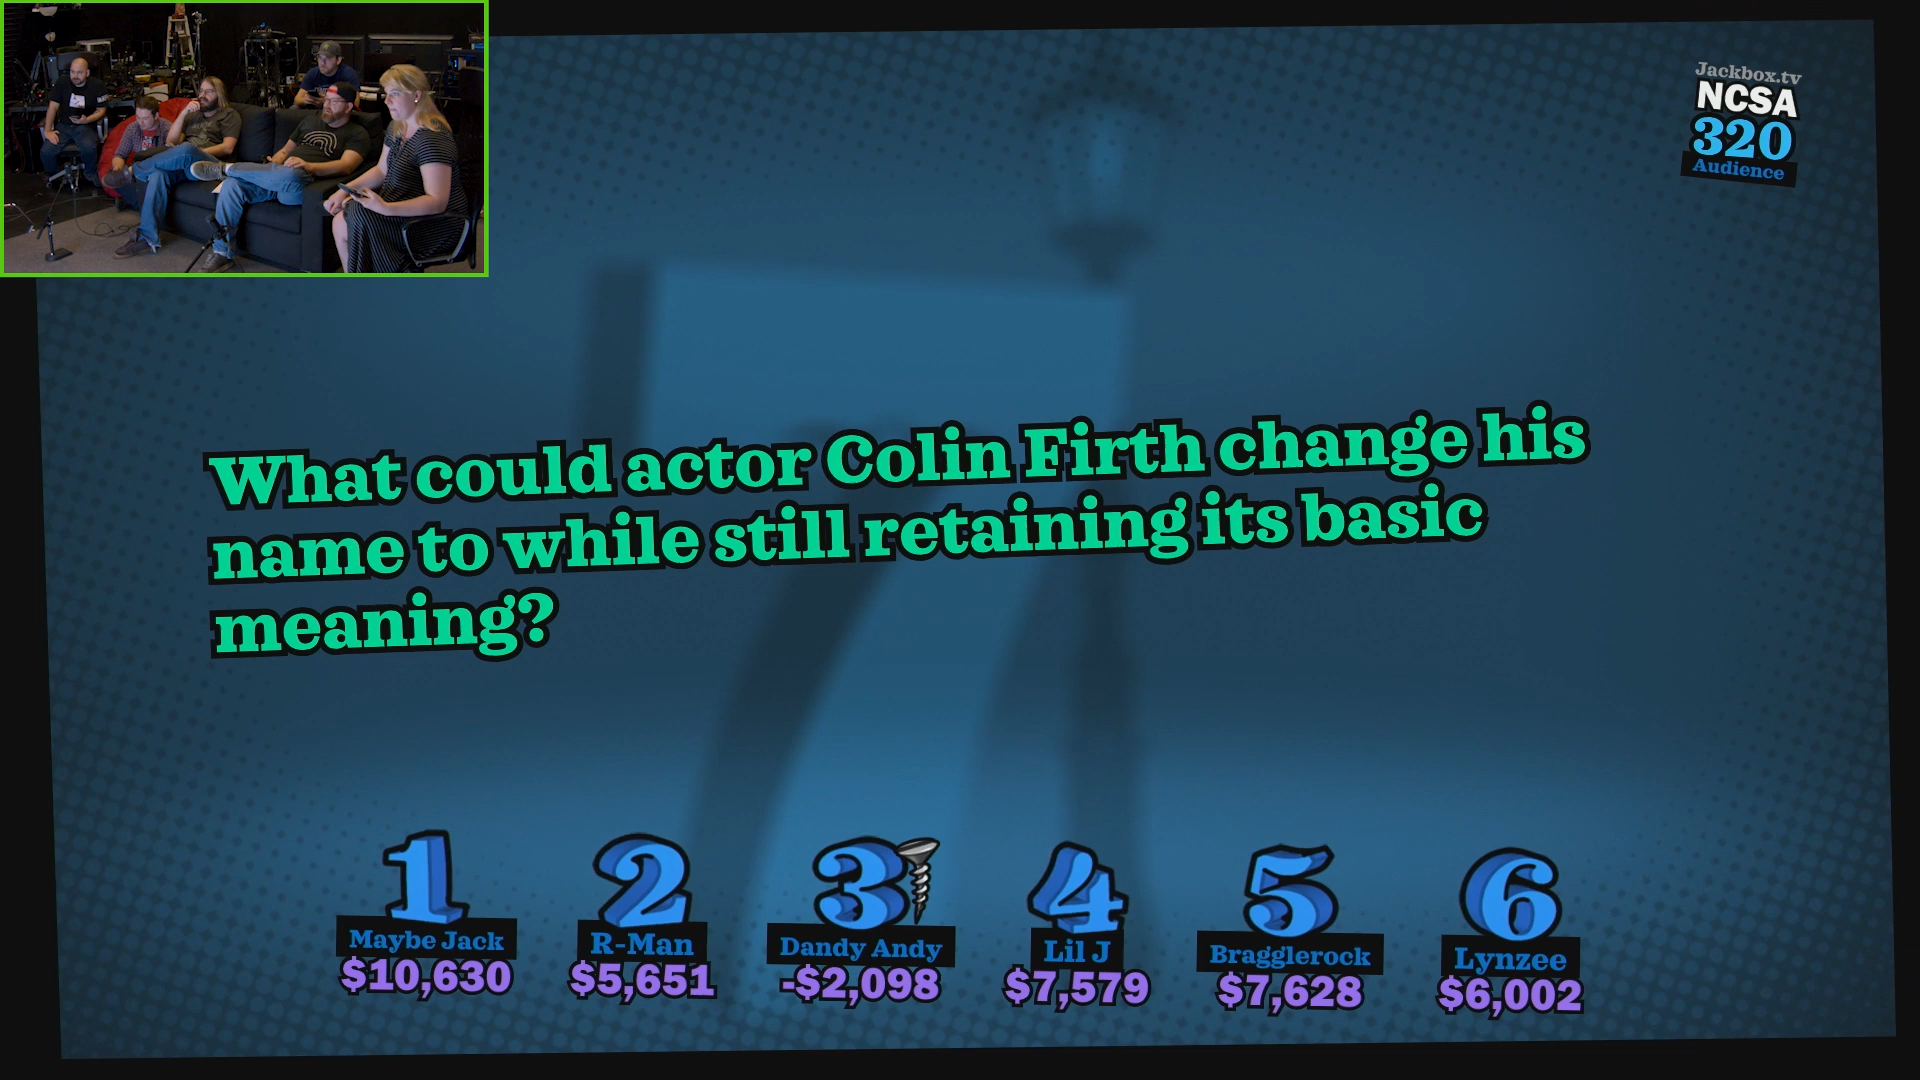 Jackbox.tv
NCSA
320
Audience
What could actor Colin Firth change his
name to while still retaining its basic
meaning?
1 2 3 4 5 6
Maybe Jack R-Man Dandy Andy Lil J Bragglerock Lynzee
$10,630 $5,651 -$2,098 $7,579 $7,628 $6,002